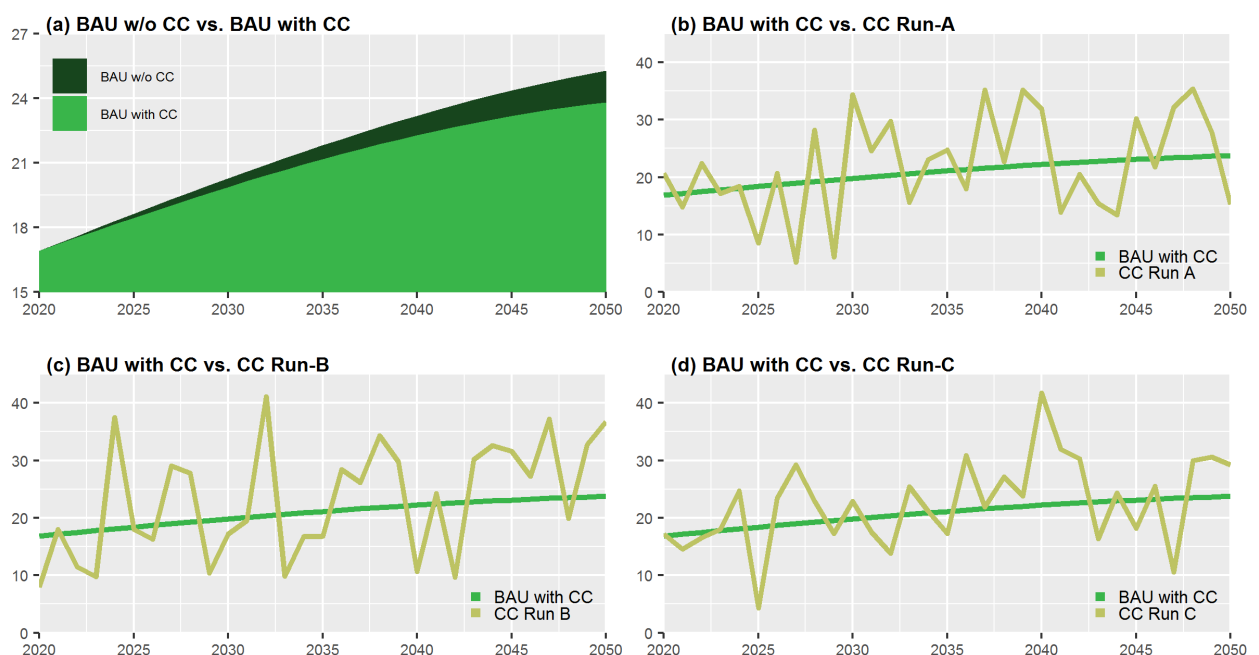 (a) BAU w/o CC vs. BAU with CC
27
24
21
18
15
BAU w/o CC
BAU with CC
2020 2025 2030 2035 2040 2045 2050
(b) BAU with CC vs. CC Run-A
40
30
20
10
0
BAU with CC
CC Run A
2020 2025 2030 2035 2040 2045 2050
(c) BAU with CC vs. CC Run-B
40
30
20
10
0
BAU with CC
CC Run B
2020 2025 2030 2035 2040 2045 2050
(d) BAU with CC vs. CC Run-C
40
30
20
10
0
BAU with CC
CC Run C
2020 2025 2030 2035 2040 2045 2050